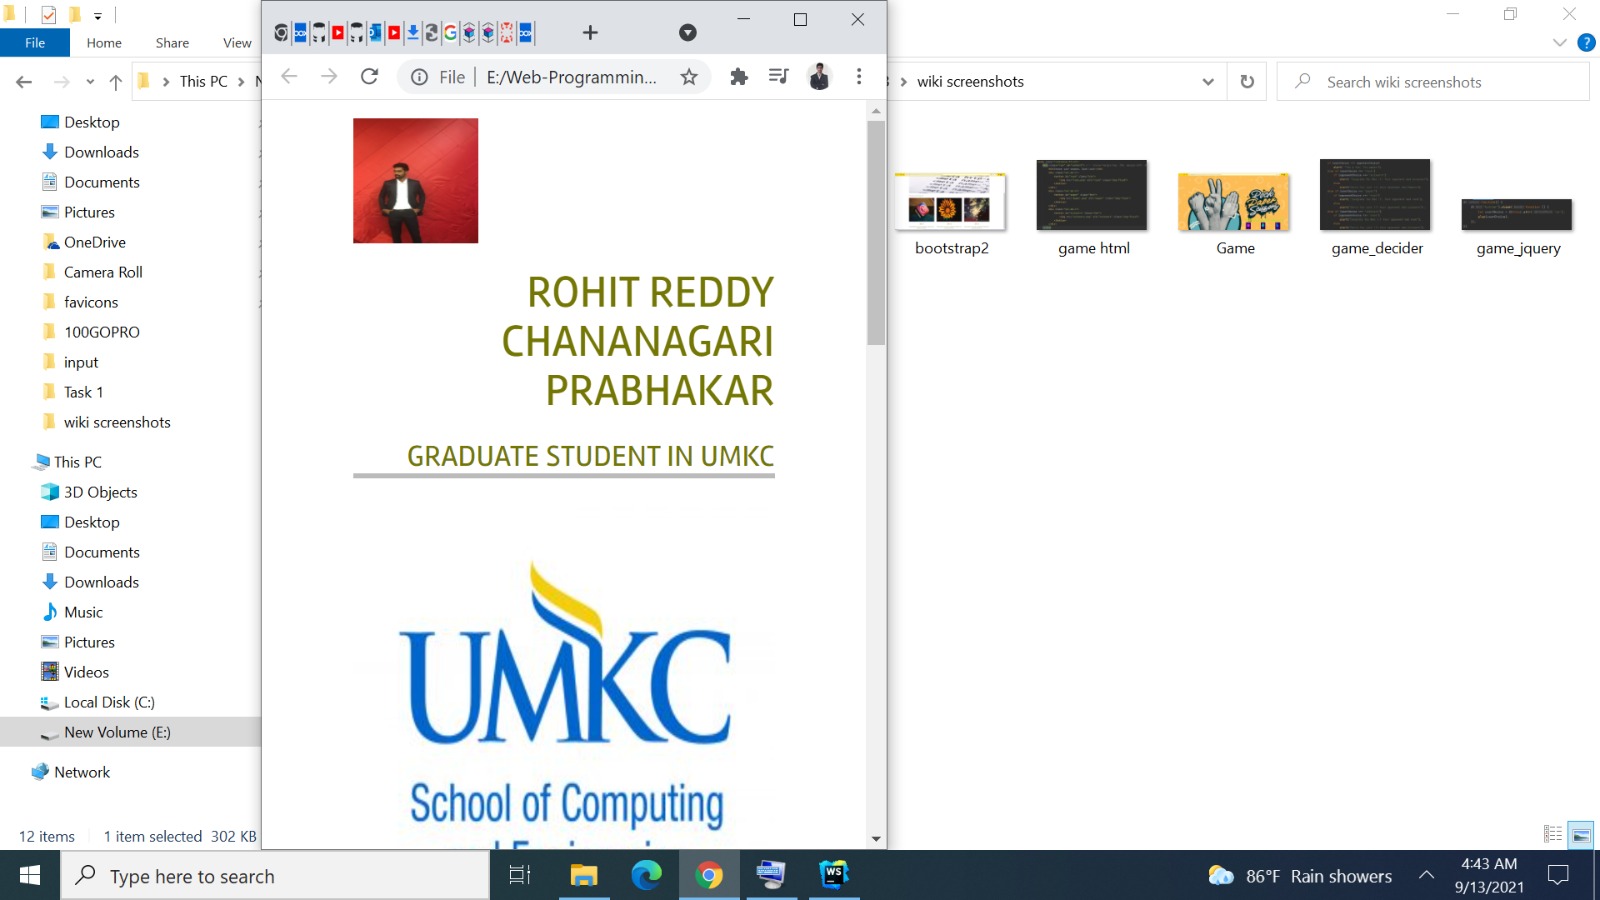 File
Home
Share
View
This PC
wiki screenshots
Search wiki screenshots
File
E:/Web-Programmin...
Desktop
Downloads
Documents
Pictures
OneDrive
Camera Roll
favicons
100GOPRO
input
Task 1
wiki screenshots
This PC
3D Objects
Desktop
Documents
Downloads
Music
Pictures
Videos
Local Disk (C:)
New Volume (E:)
Network
12 items
1 item selected 302 KB
ROHIT REDDY
CHANANAGARI
PRABHAKAR
GRADUATE STUDENT IN UMKC
UMKC
School of Computing
bootstrap2
game html
Game
game_decider
game_jquery
Type here to search
WS
86°F Rain showers
4:43 AM
9/13/2021